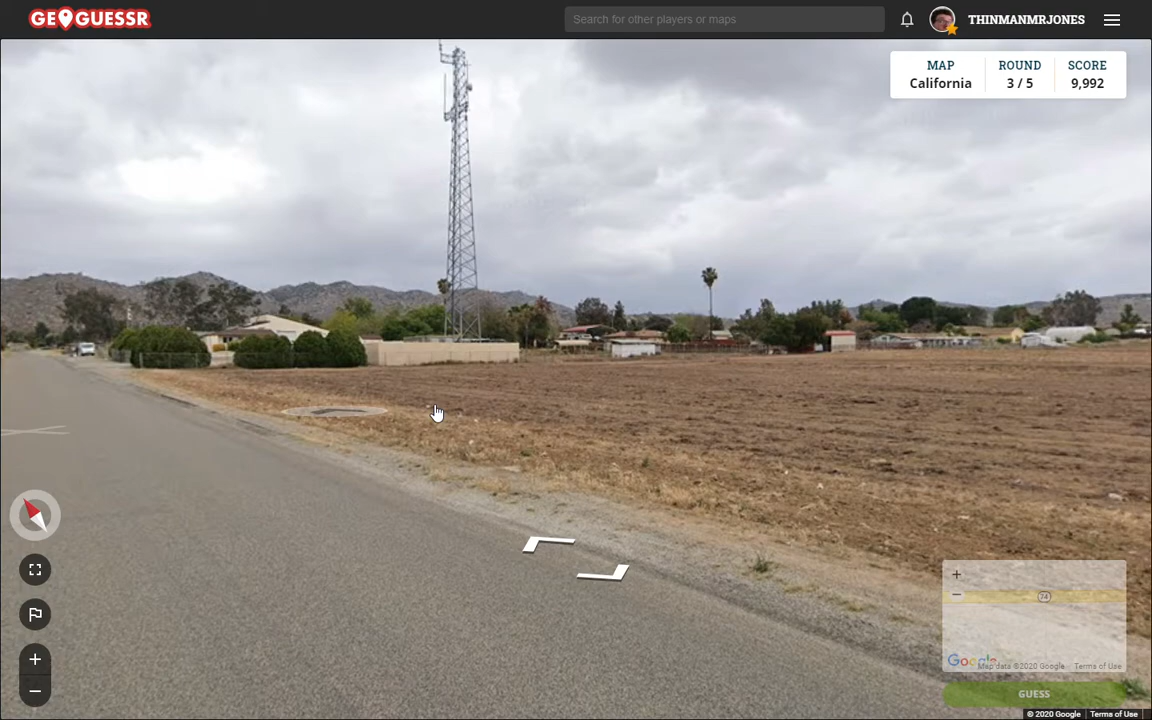 GEOGUESSR
Search for other players or maps
THINMANMRJONES
MAP
California
ROUND
3 / 5
SCORE
9,992
+
−
74
Google
Map data ©2020 Google
Terms of Use
GUESS
+
−
© 2020 Google
Terms of Use